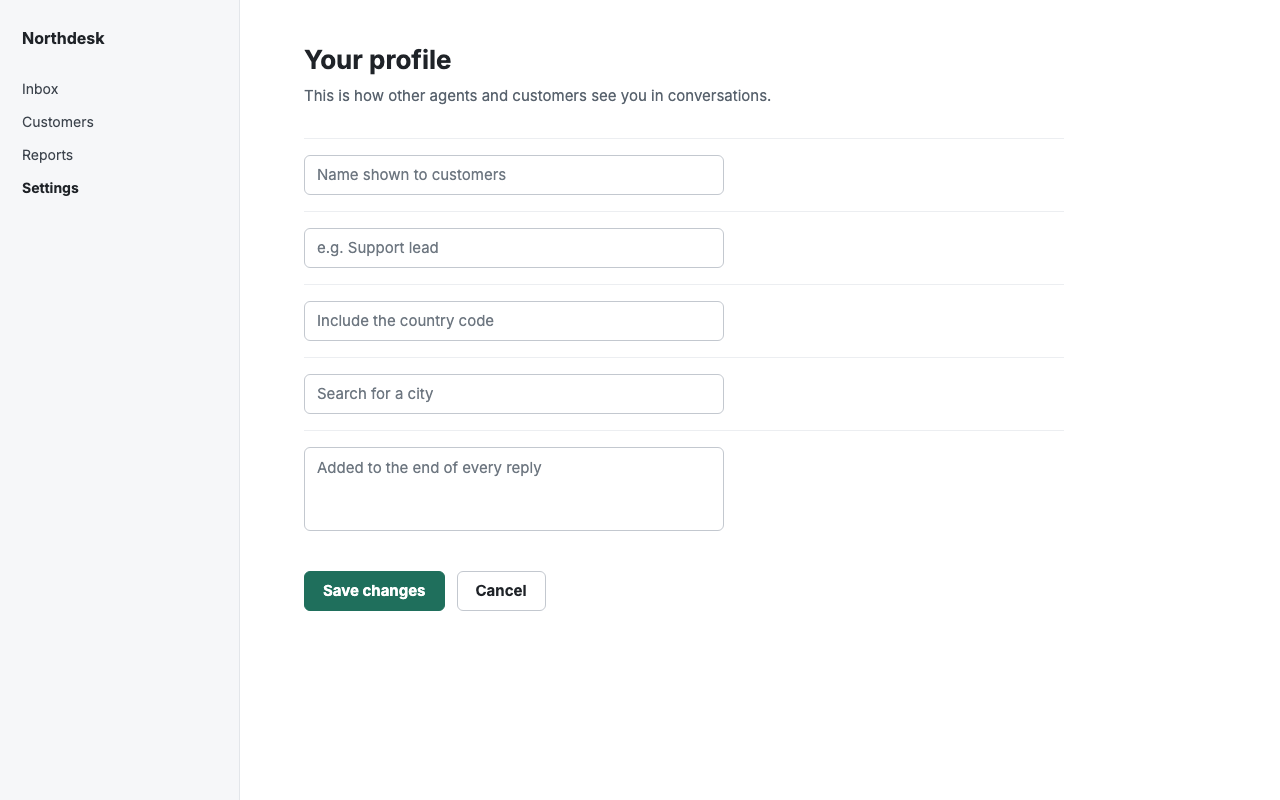 Northdesk
Inbox
Customers
Reports
Settings
Your profile
This is how other agents and customers see you in conversations.
Name shown to customers
e.g. Support lead
Include the country code
Search for a city
Added to the end of every reply
Save changes
Cancel